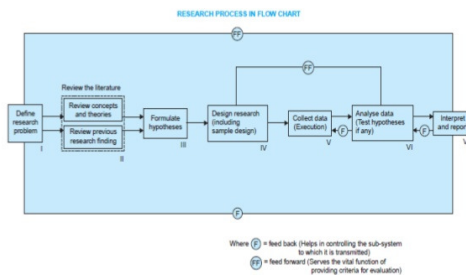 RESEARCH PROCESS IN FLOW CHART
FF
Review the literature
FF
Define
research
problem
I
Review concepts
and theories
Review previous
research finding
II
Formulate
hypotheses
III
Design research
(including
sample design)
IV
Collect data
(Execution)
V
F
Analyse data
(Test hypotheses
if any)
VI
F
Interpret
and report
F
Where F = feed back (Helps in controlling the sub-system
to which it is transmitted)
FF = feed forward (Serves the vital function of
providing criteria for evaluation)